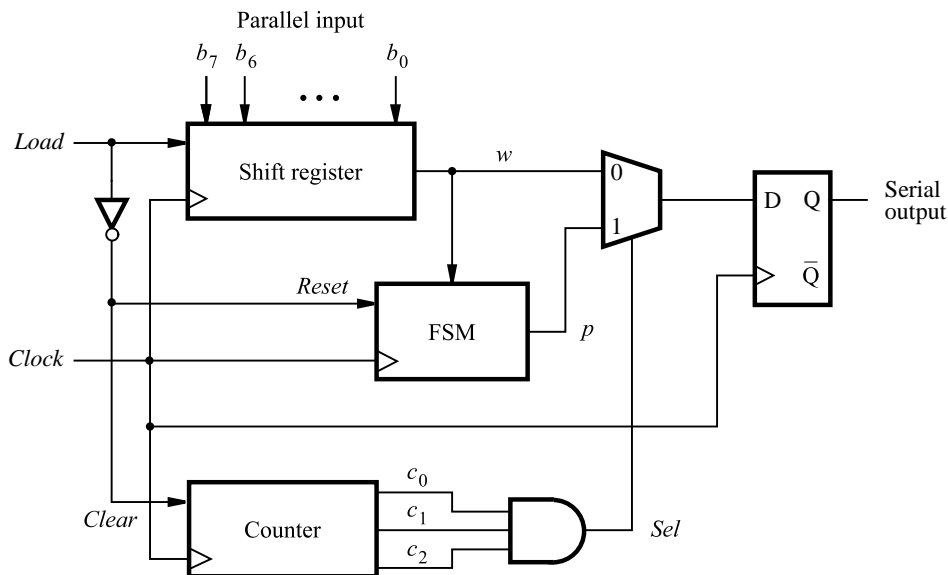 Parallel input
b7 b6 b0
• • •
Load
Shift register
w
0
1
D Q
Q̅
Serial
output
Reset
FSM
p
Clock
Clear
Counter
c0
c1
c2
Sel